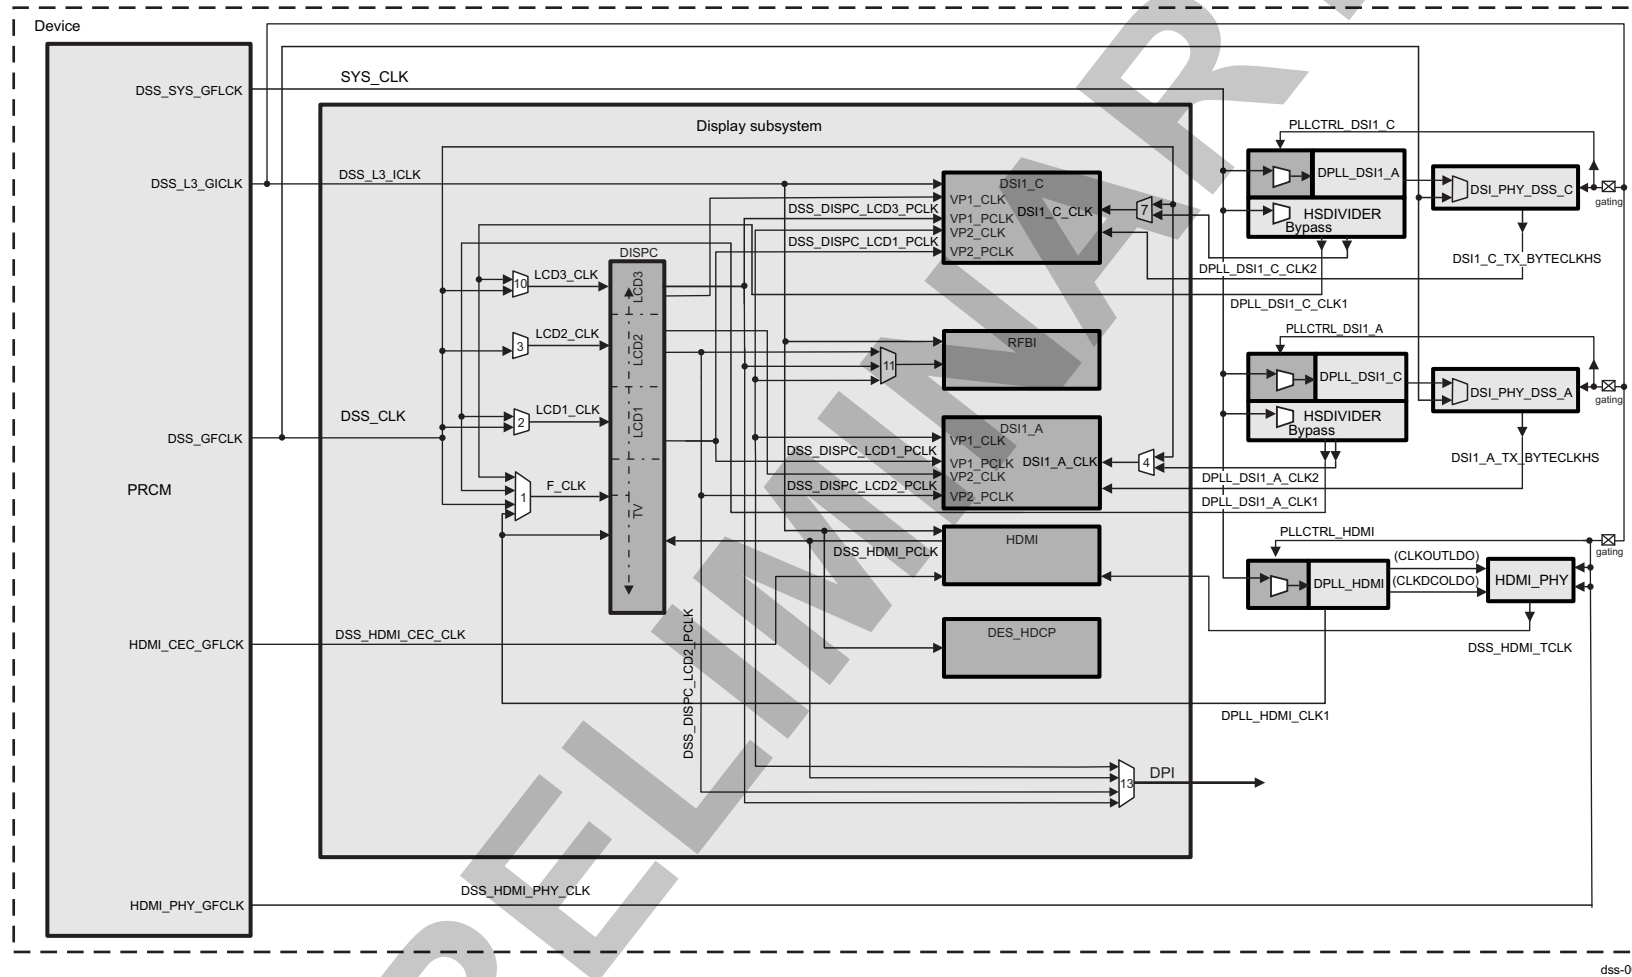 Device
SYS_CLK
DSS_SYS_GFLCK
Display subsystem
PLLCTRL_DSI1_C
DSS_L3_GICLK
DSS_L3_ICLK
DSI1_C
VP1_CLK
DSS_DISPC_LCD3_PCLK
VP1_PCLK
DSI1_C_CLK
7
VP2_CLK
DSS_DISPC_LCD1_PCLK
VP2_PCLK
DPLL_DSI1_A
HSDIVIDER
Bypass
DSI_PHY_DSS_C
gating
DPLL_DSI1_C_CLK2
DSI1_C_TX_BYTECLKHS
DPLL_DSI1_C_CLK1
DISPC
LCD3
LCD2
LCD1
TV
10
LCD3_CLK
3
LCD2_CLK
2
LCD1_CLK
1
F_CLK
11
RFBI
PLLCTRL_DSI1_A
DPLL_DSI1_C
HSDIVIDER
Bypass
DSI_PHY_DSS_A
gating
DSS_CLK
DSS_GFCLK
DSI1_A
VP1_CLK
DSS_DISPC_LCD1_PCLK
VP1_PCLK
DSI1_A_CLK
4
VP2_CLK
DSS_DISPC_LCD2_PCLK
VP2_PCLK
DSI1_A_TX_BYTECLKHS
DPLL_DSI1_A_CLK2
DPLL_DSI1_A_CLK1
PRCM
HDMI
DSS_HDMI_PCLK
PLLCTRL_HDMI
gating
(CLKOUTLDO)
DPLL_HDMI
(CLKDCOLDO)
HDMI_PHY
DSS_HDMI_TCLK
HDMI_CEC_GFLCK
DSS_HDMI_CEC_CLK
DES_HDCP
DSS_DISPC_LCD2_PCLK
DPLL_HDMI_CLK1
13
DPI
DSS_HDMI_PHY_CLK
HDMI_PHY_GFCLK
dss-0
PRELIMINARY